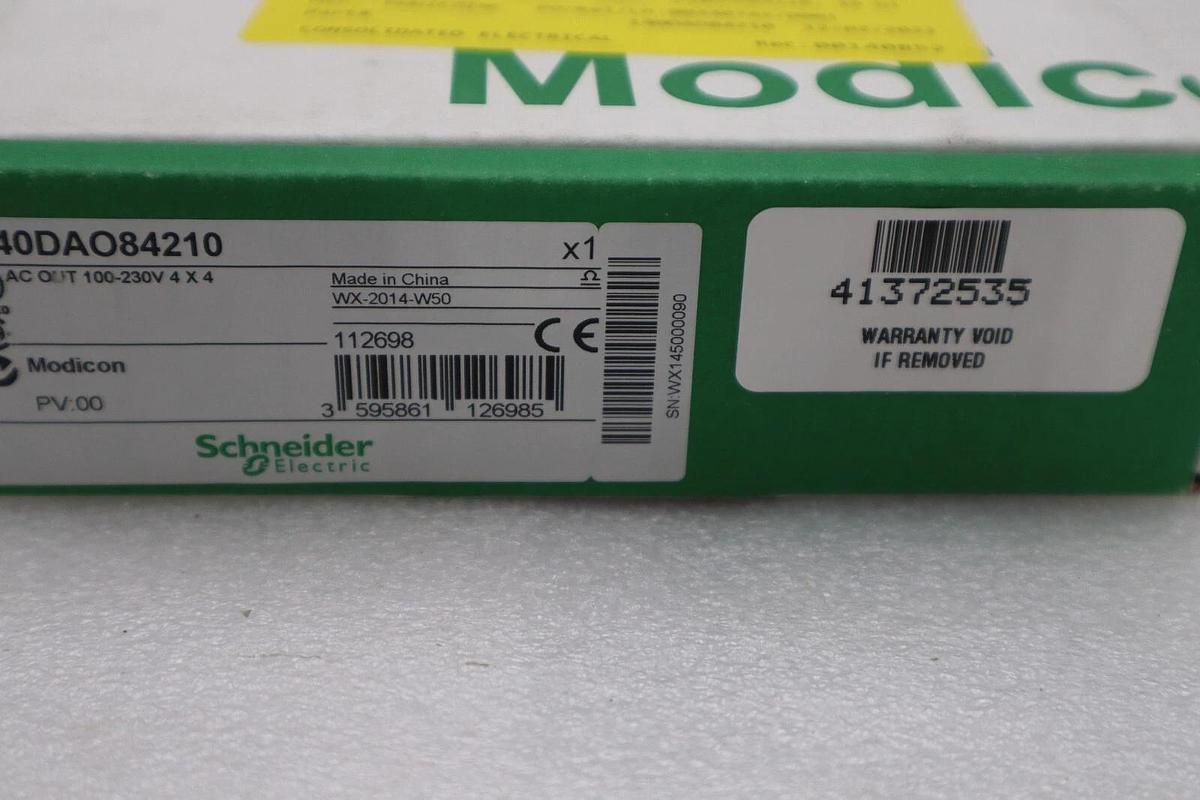 CONSOLIDATED ELECTRICAL
Modic
40DAO84210
x1
AC OUT 100-230V 4 X 4
Made in China
WX-2014-W50
112698
CE
Modicon
PV:00
3 595861 126985
Schneider
Electric
SN:WX145000090
41372535
WARRANTY VOID
IF REMOVED